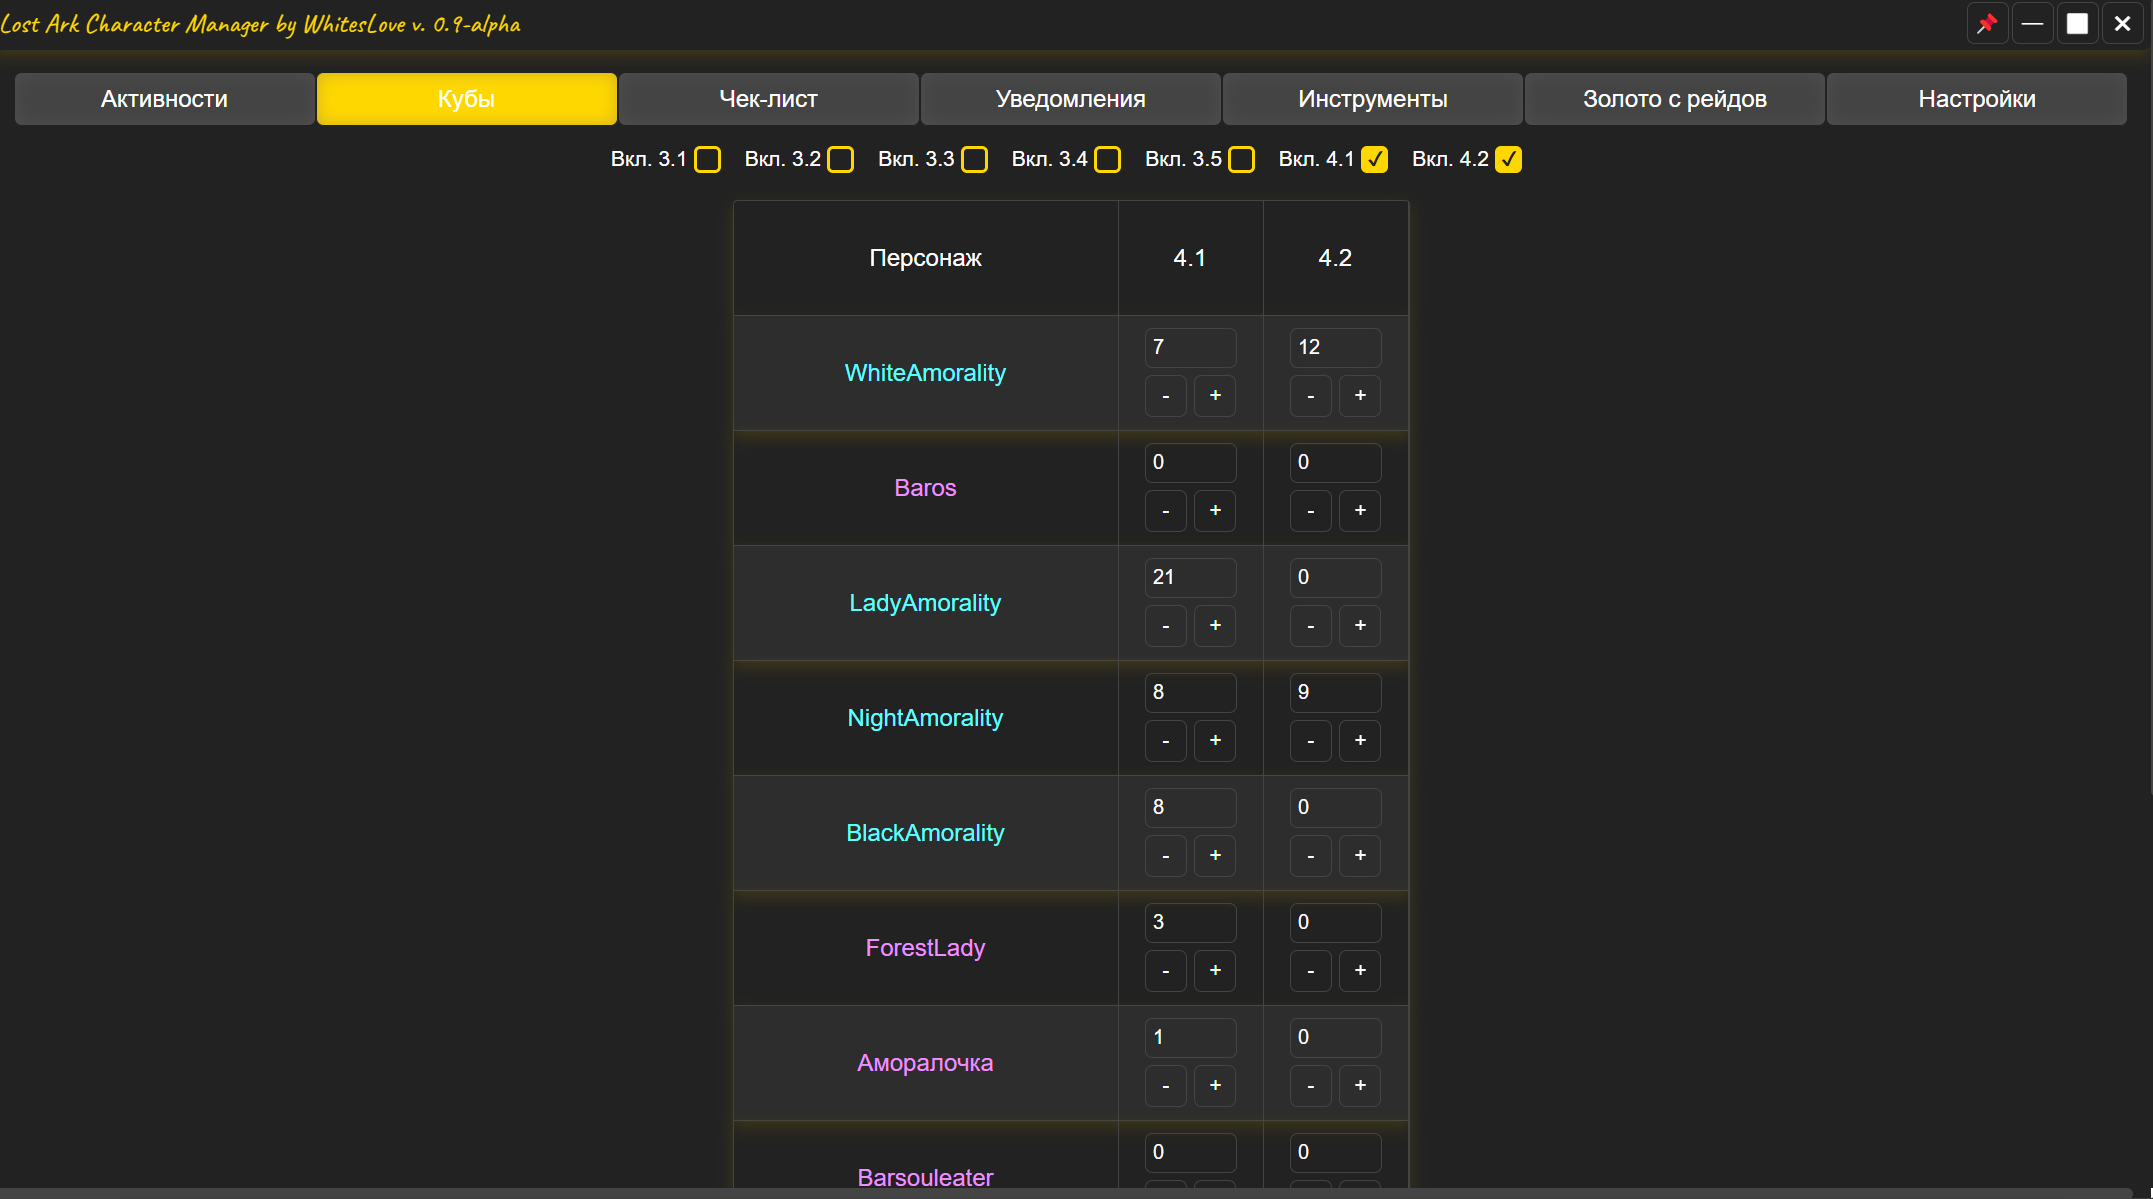 Lost Ark Character Manager by WhitesLove v. 0.9-alpha
Активности Кубы Чек-лист Уведомления Инструменты Золото с рейдов Настройки
Вкл. 3.1 Вкл. 3.2 Вкл. 3.3 Вкл. 3.4 Вкл. 3.5 Вкл. 4.1 Вкл. 4.2
Персонаж 4.1 4.2
WhiteAmorality 7 12
- + - +
Baros 0 0
- + - +
LadyAmorality 21 0
- + - +
NightAmorality 8 9
- + - +
BlackAmorality 8 0
- + - +
ForestLady 3 0
- + - +
Аморалочка 1 0
- + - +
Barsouleater 0 0